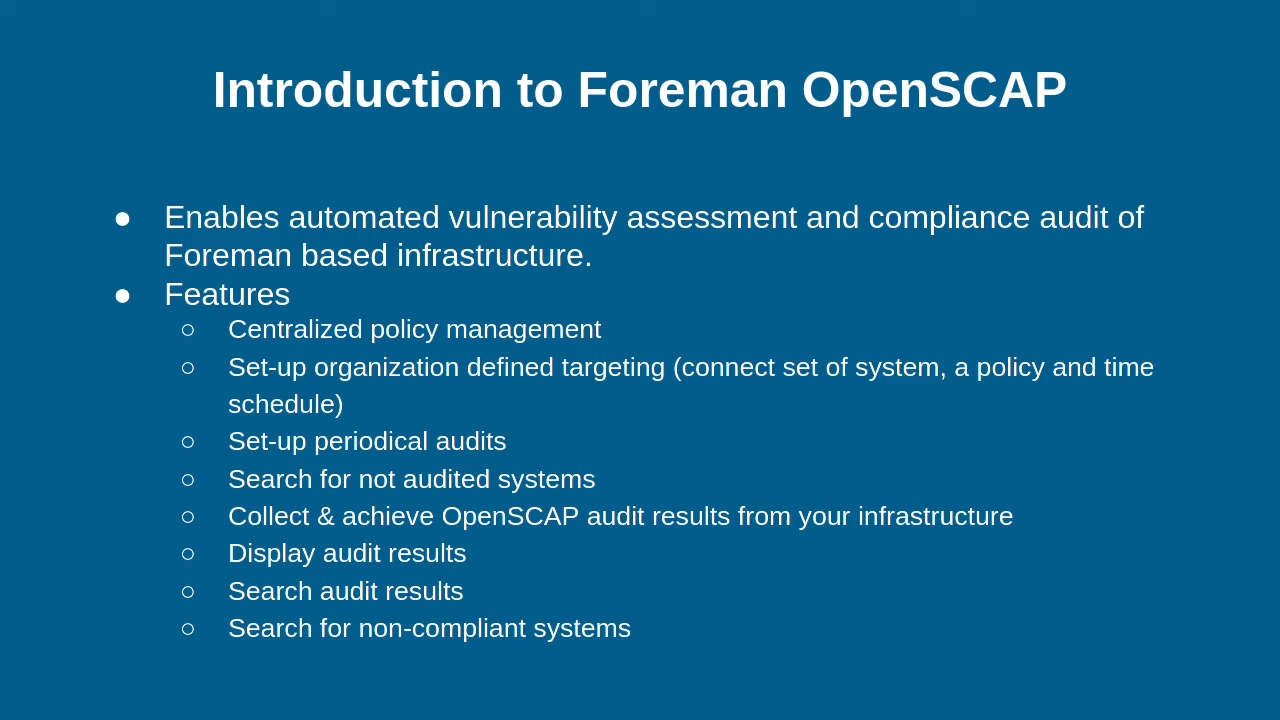 Introduction to Foreman OpenSCAP
● Enables automated vulnerability assessment and compliance audit of
Foreman based infrastructure.
● Features
○ Centralized policy management
○ Set-up organization defined targeting (connect set of system, a policy and time
schedule)
○ Set-up periodical audits
○ Search for not audited systems
○ Collect & achieve OpenSCAP audit results from your infrastructure
○ Display audit results
○ Search audit results
○ Search for non-compliant systems